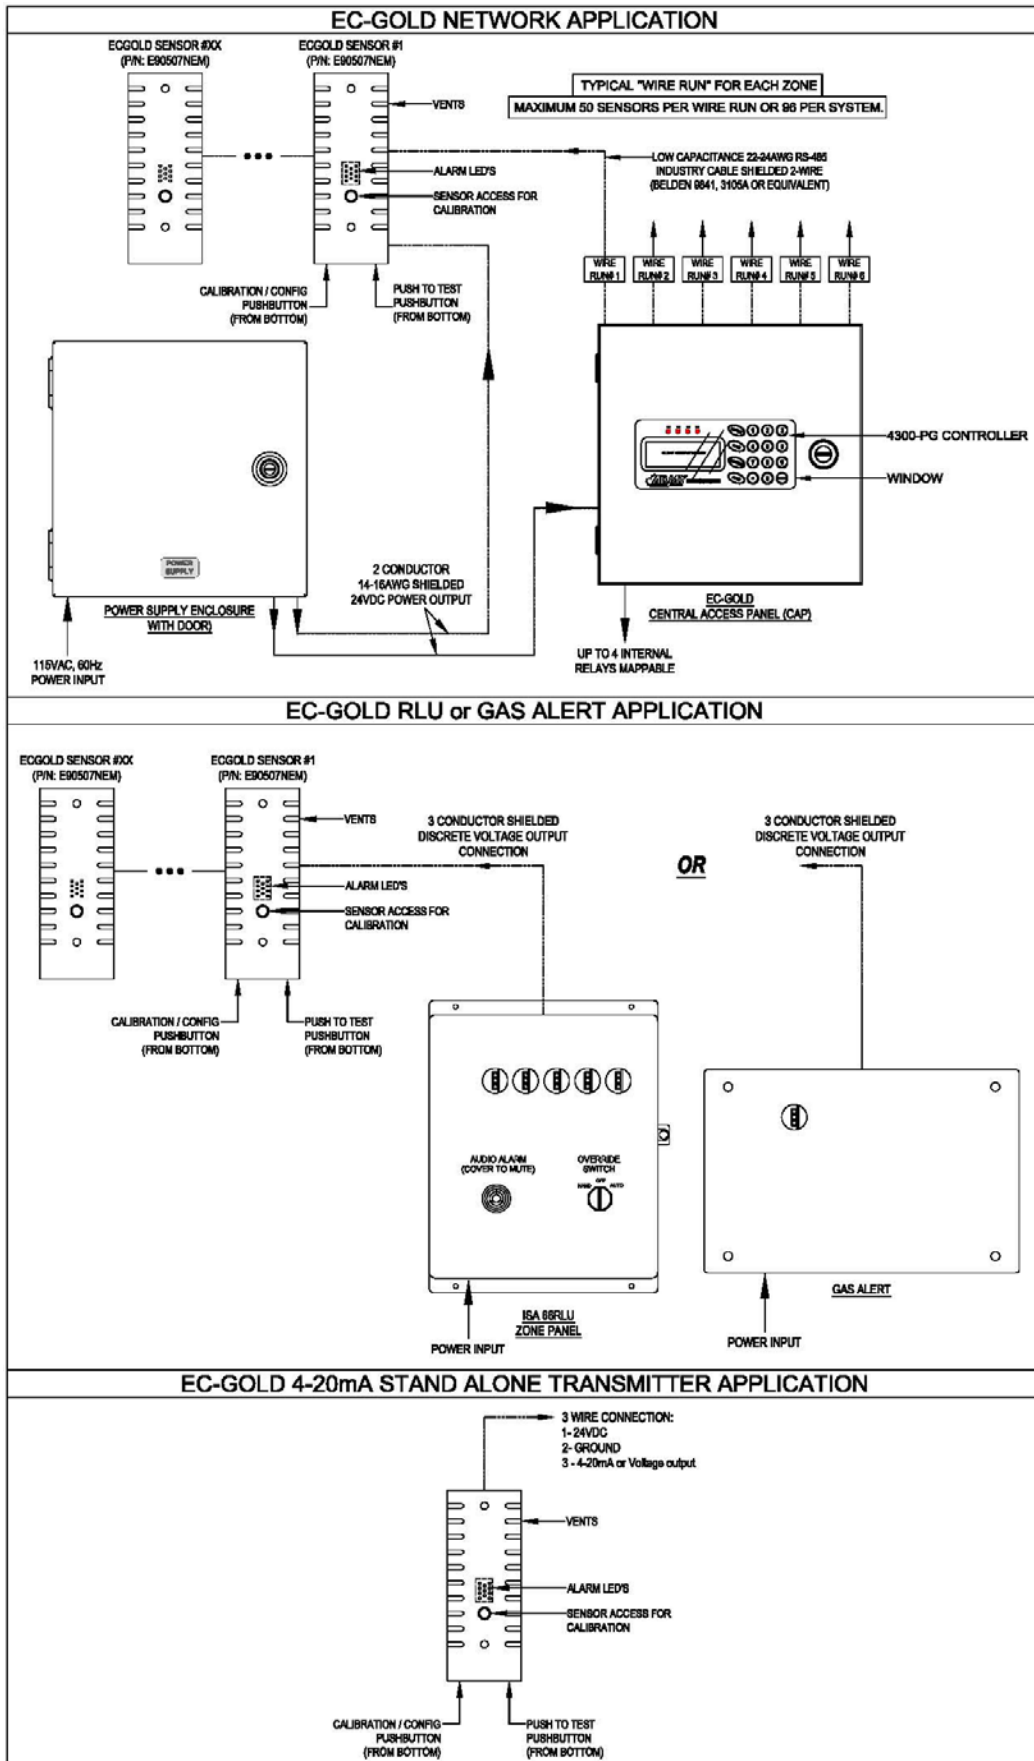 EC-GOLD NETWORK APPLICATION
ECGOLD SENSOR #XX
(P/N: E90507NEM)
ECGOLD SENSOR #1
(P/N: E90507NEM)
TYPICAL "WIRE RUN" FOR EACH ZONE
MAXIMUM 50 SENSORS PER WIRE RUN OR 96 PER SYSTEM.
VENTS
ALARM LED'S
SENSOR ACCESS FOR
CALIBRATION
LOW CAPACITANCE 22-24AWG RS-485
INDUSTRY CABLE SHIELDED 2-WIRE
(BELDEN 9841, 3105A OR EQUIVALENT)
WIRE
RUN# 1
WIRE
RUN# 2
WIRE
RUN# 3
WIRE
RUN# 4
WIRE
RUN# 5
WIRE
RUN# 6
CALIBRATION / CONFIG
PUSHBUTTON
(FROM BOTTOM)
PUSH TO TEST
PUSHBUTTON
(FROM BOTTOM)
4300-PG CONTROLLER
WINDOW
POWER
SUPPLY
2 CONDUCTOR
14-16AWG SHIELDED
24VDC POWER OUTPUT
POWER SUPPLY ENCLOSURE
WITH DOOR)
EC-GOLD
CENTRAL ACCESS PANEL (CAP)
115VAC, 60Hz
POWER INPUT
UP TO 4 INTERNAL
RELAYS MAPPABLE
EC-GOLD RLU or GAS ALERT APPLICATION
ECGOLD SENSOR #XX
(P/N: E90507NEM)
ECGOLD SENSOR #1
(P/N: E90507NEM)
VENTS
ALARM LED'S
SENSOR ACCESS FOR
CALIBRATION
3 CONDUCTOR SHIELDED
DISCRETE VOLTAGE OUTPUT
CONNECTION
OR
3 CONDUCTOR SHIELDED
DISCRETE VOLTAGE OUTPUT
CONNECTION
CALIBRATION / CONFIG
PUSHBUTTON
(FROM BOTTOM)
PUSH TO TEST
PUSHBUTTON
(FROM BOTTOM)
AUDIO ALARM
(COVER TO MUTE)
OVERRIDE
SWITCH
HAND OFF AUTO
ISA 66RLU
ZONE PANEL
POWER INPUT
GAS ALERT
POWER INPUT
EC-GOLD 4-20mA STAND ALONE TRANSMITTER APPLICATION
3 WIRE CONNECTION:
1- 24VDC
2- GROUND
3 - 4-20mA or Voltage output
VENTS
ALARM LED'S
SENSOR ACCESS FOR
CALIBRATION
CALIBRATION / CONFIG
PUSHBUTTON
(FROM BOTTOM)
PUSH TO TEST
PUSHBUTTON
(FROM BOTTOM)